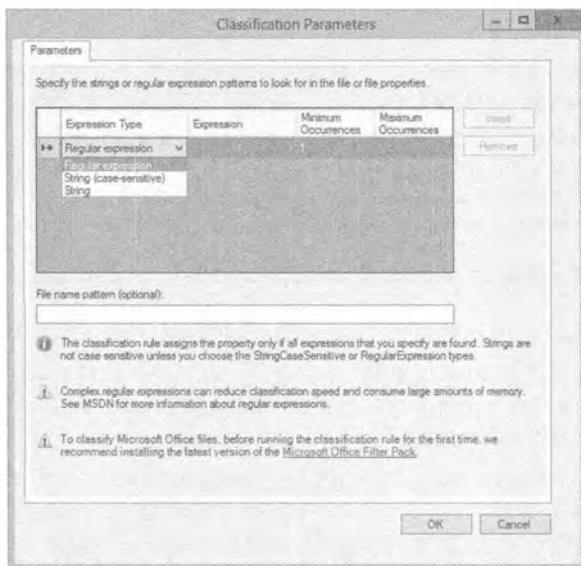 Classification Parameters
Parameters
Specify the strings or regular expression patterns to look for in the file or file properties.
Expression Type
Expression
Minimum Occurrences
Maximum Occurrences
Insert
Regular expression
1
Remove
Regular expression
String (case-sensitive)
String
File name pattern (optional):
The classification rule assigns the property only if all expressions that you specify are found. Strings are
not case sensitive unless you choose the StringCaseSensitive or RegularExpression types.
Complex regular expressions can reduce classification speed and consume large amounts of memory.
See MSDN for more information about regular expressions.
To classify Microsoft Office files, before running the classification rule for the first time, we
recommend installing the latest version of the Microsoft Office Filter Pack.
OK
Cancel